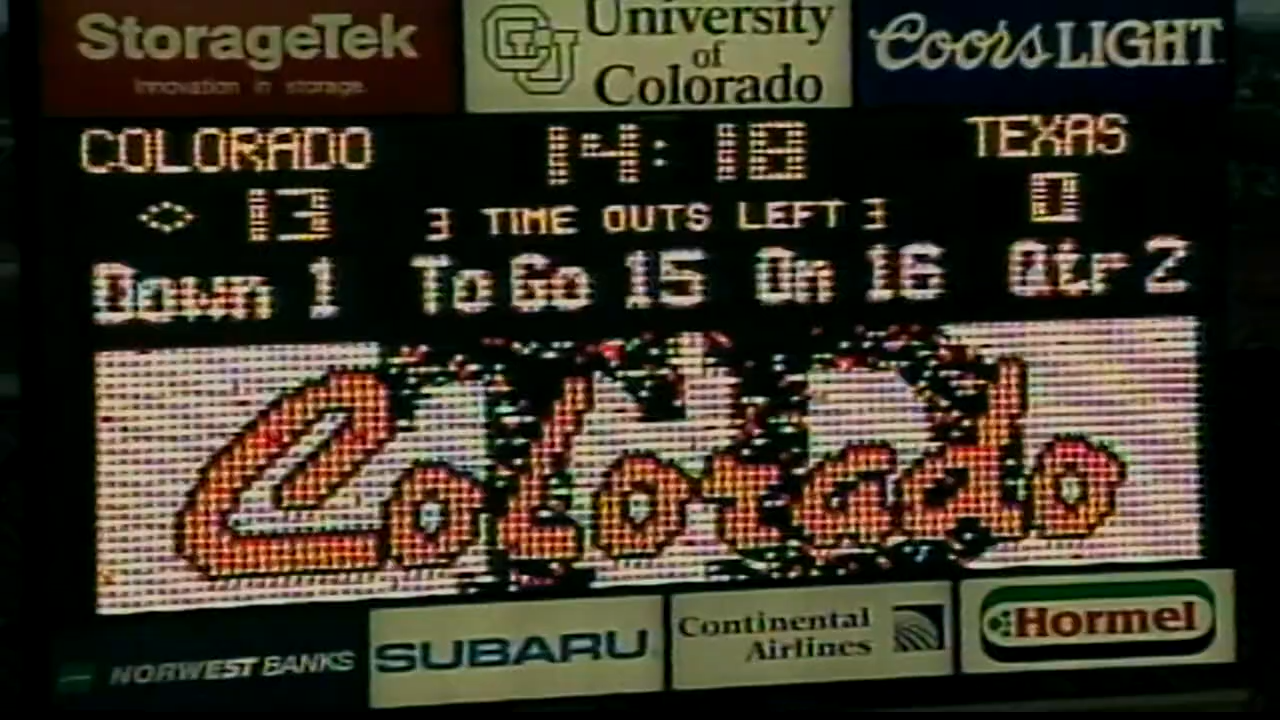 StorageTek
Innovation in storage.
CU
University
of
Colorado
Coors LIGHT
COLORADO
14:18
TEXAS
13
3 TIME OUTS LEFT 3
0
Down 1 To Go 15 On 16 Qtr 2
Colorado
NORWEST BANKS
SUBARU
Continental
Airlines
Hormel